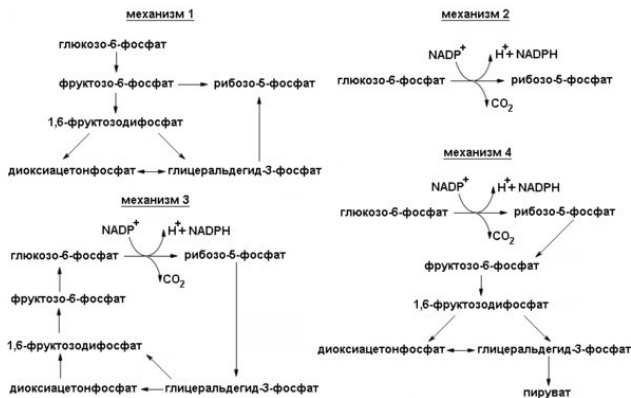 механизм 1
глюкозо-6-фосфат
фруктозо-6-фосфат рибозо-5-фосфат
1,6-фруктозодифосфат
диоксиацетонфосфат глицеральдегид-3-фосфат
механизм 2
NADP+ H++ NADPH
глюкозо-6-фосфат рибозо-5-фосфат
CO2
механизм 3
NADP+ H++ NADPH
глюкозо-6-фосфат рибозо-5-фосфат
CO2
фруктозо-6-фосфат
1,6-фруктозодифосфат
диоксиацетонфосфат глицеральдегид-3-фосфат
механизм 4
NADP+ H++ NADPH
глюкозо-6-фосфат рибозо-5-фосфат
CO2
фруктозо-6-фосфат
1,6-фруктозодифосфат
диоксиацетонфосфат глицеральдегид-3-фосфат
пируват